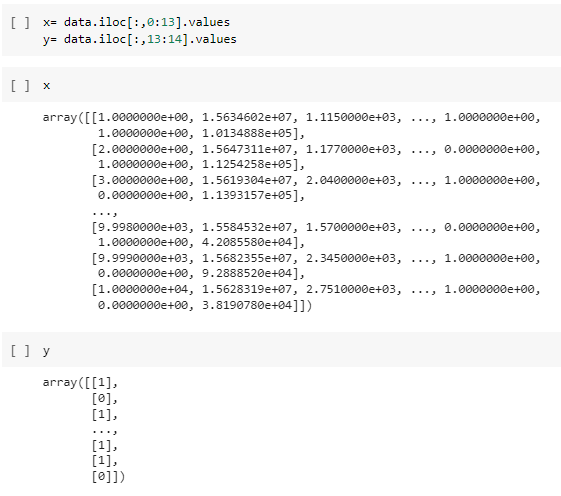 [ ] x= data.iloc[:,0:13].values
y= data.iloc[:,13:14].values
[ ] x
array([[1.0000000e+00, 1.5634602e+07, 1.1150000e+03, ..., 1.0000000e+00,
1.0000000e+00, 1.0134888e+05],
[2.0000000e+00, 1.5647311e+07, 1.1770000e+03, ..., 0.0000000e+00,
1.0000000e+00, 1.1254258e+05],
[3.0000000e+00, 1.5619304e+07, 2.0400000e+03, ..., 1.0000000e+00,
0.0000000e+00, 1.1393157e+05],
...,
[9.9980000e+03, 1.5584532e+07, 1.5700000e+03, ..., 0.0000000e+00,
1.0000000e+00, 4.2085580e+04],
[9.9990000e+03, 1.5682355e+07, 2.3450000e+03, ..., 1.0000000e+00,
0.0000000e+00, 9.2888520e+04],
[1.0000000e+04, 1.5628319e+07, 2.7510000e+03, ..., 1.0000000e+00,
0.0000000e+00, 3.8190780e+04]])
[ ] y
array([[1],
[0],
[1],
...,
[1],
[1],
[0]])